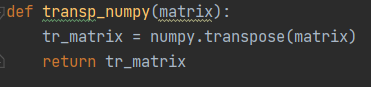 def transp_numpy(matrix):
    tr_matrix = numpy.transpose(matrix)
    return tr_matrix